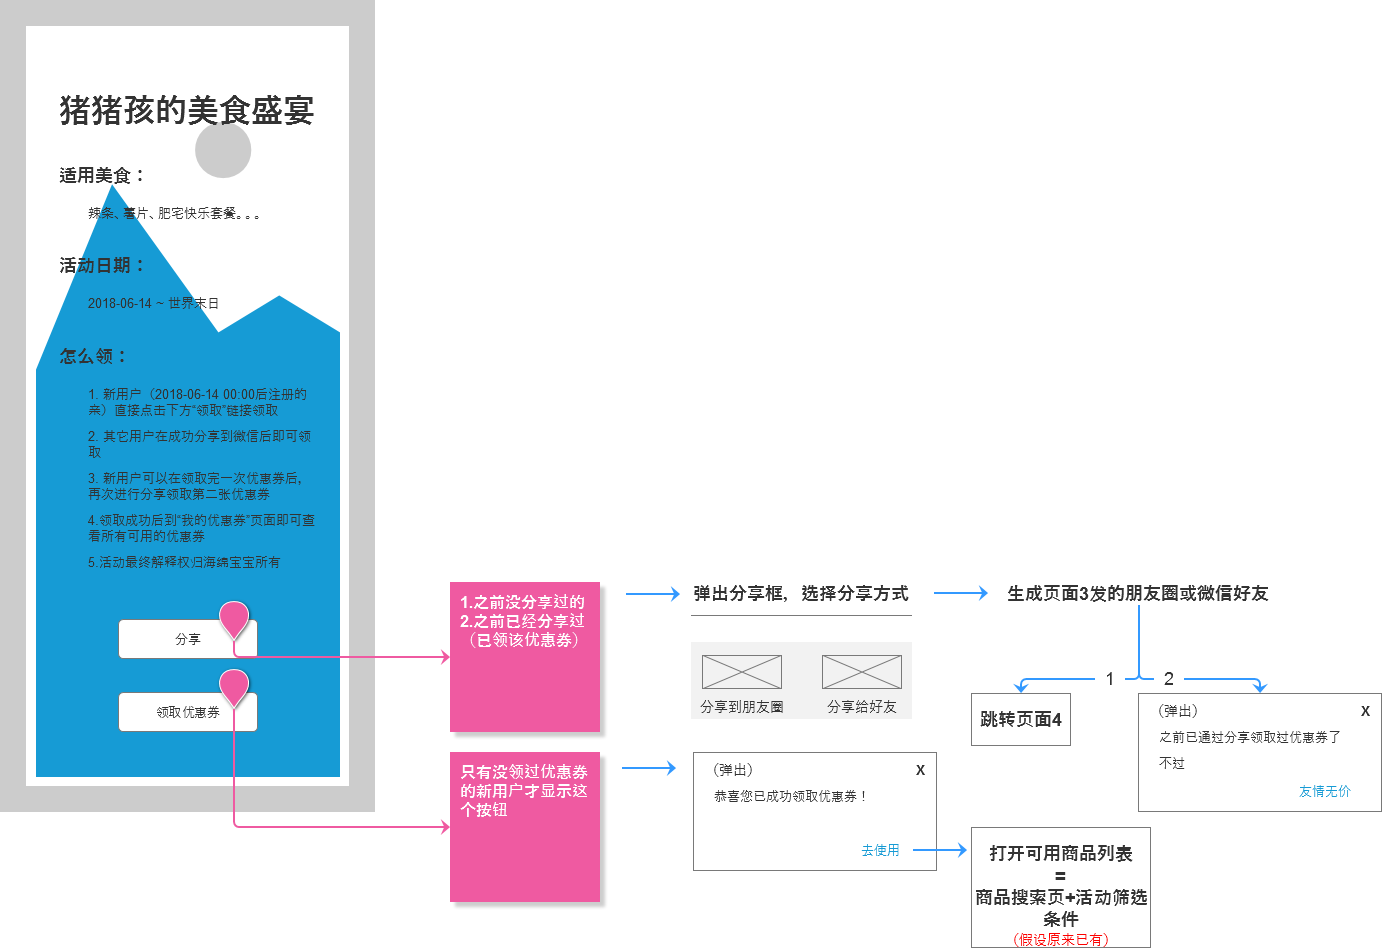 猪猪孩的美食盛宴
适用美食：
辣条、薯片、肥宅快乐套餐。。。
活动日期：
2018-06-14 ~ 世界末日
怎么领：
1. 新用户（2018-06-14 00:00后注册的
亲）直接点击下方“领取”链接领取
2. 其它用户在成功分享到微信后即可领
取
3. 新用户可以在领取完一次优惠券后，
再次进行分享领取第二张优惠券
4.领取成功后到“我的优惠券”页面即可查
看所有可用的优惠券
5.活动最终解释权归海绵宝宝所有
分享
领取优惠券
1.之前没分享过的
2.之前已经分享过
（已领该优惠券）
弹出分享框，选择分享方式
分享到朋友圈
分享给好友
生成页面3发的朋友圈或微信好友
1
2
跳转页面4
（弹出）
X
之前已通过分享领取过优惠券了
不过
友情无价
只有没领过优惠券
的新用户才显示这
个按钮
（弹出）
X
恭喜您已成功领取优惠券！
去使用
打开可用商品列表
=
商品搜索页+活动筛选
条件
（假设原来已有）